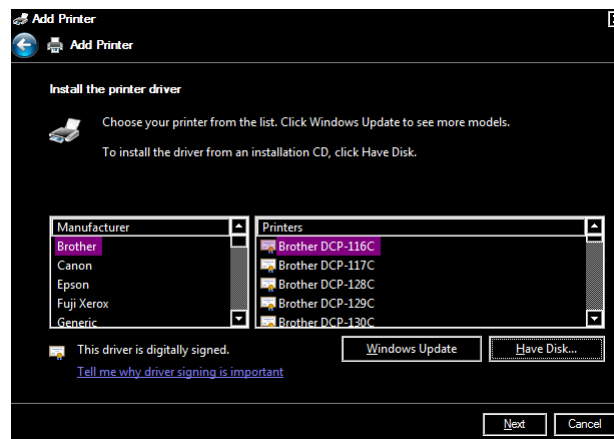 Add Printer
Add Printer
Install the printer driver
Choose your printer from the list. Click Windows Update to see more models.
To install the driver from an installation CD, click Have Disk.
Manufacturer
Brother
Canon
Epson
Fuji Xerox
Generic
Printers
Brother DCP-116C
Brother DCP-117C
Brother DCP-128C
Brother DCP-129C
Brother DCP-130C
This driver is digitally signed.
Tell me why driver signing is important
Windows Update
Have Disk...
Next
Cancel